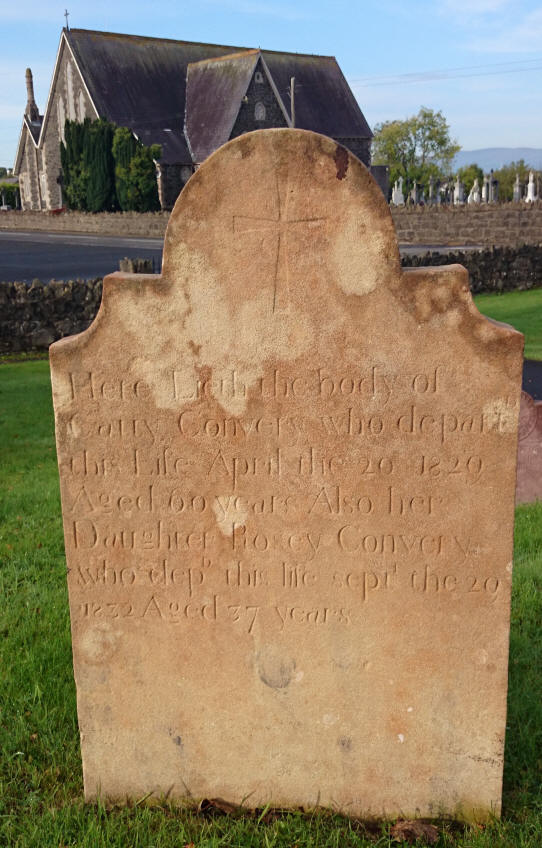 Here Lieth the body of
Catty Convery who depart
this Life April the 20 1829
Aged 60 years Also her
Daughter Rosey Convery
who depd this life sept the 29
1832 Aged 37 years